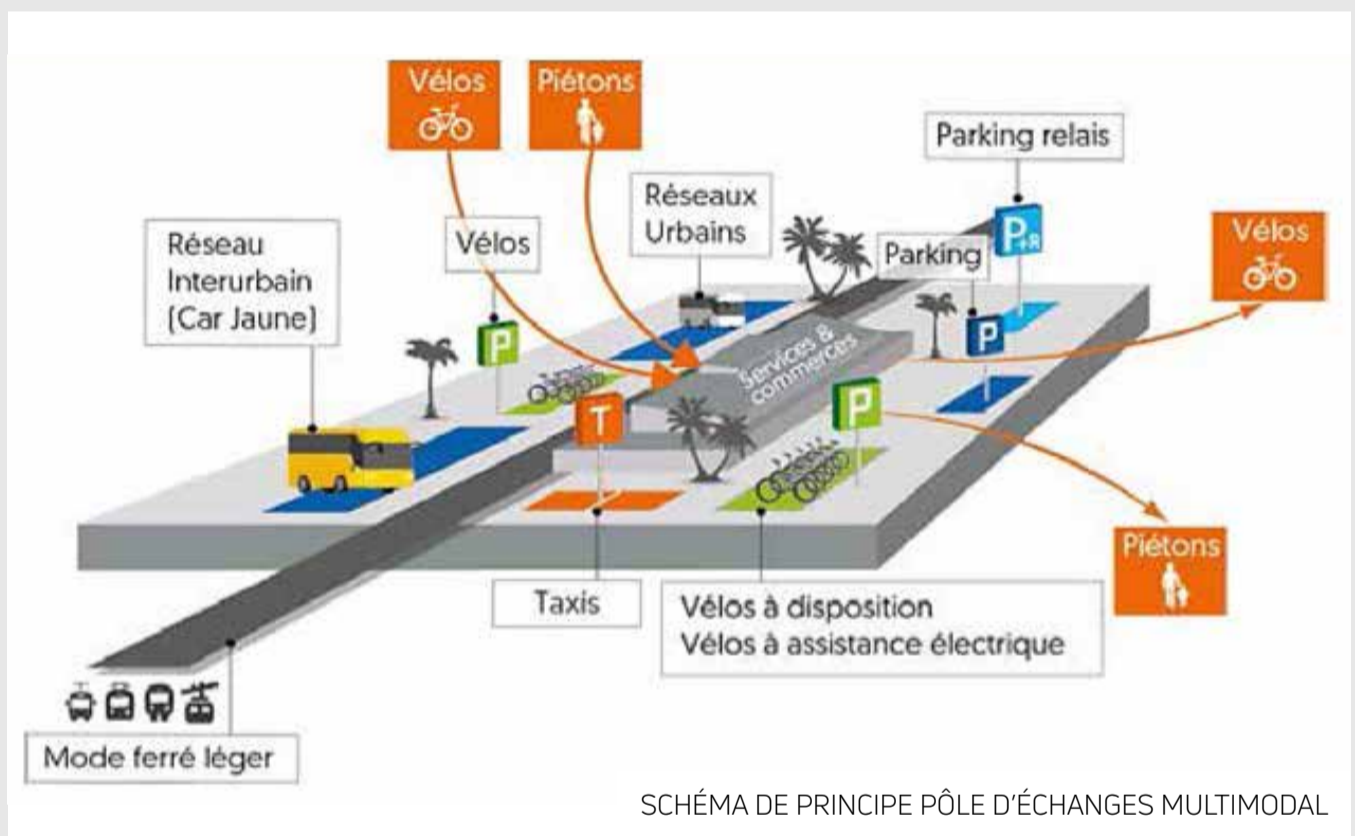 Vélos
Piétons
Parking relais
Réseaux
Urbains
P+R
Vélos
Réseau
Interurbain
(Car Jaune)
Vélos
Parking
P
P
Services &
commerces
P
T
Piétons
Taxis
Vélos à disposition
Vélos à assistance électrique
Mode ferré léger
SCHÉMA DE PRINCIPE PÔLE D'ÉCHANGES MULTIMODAL